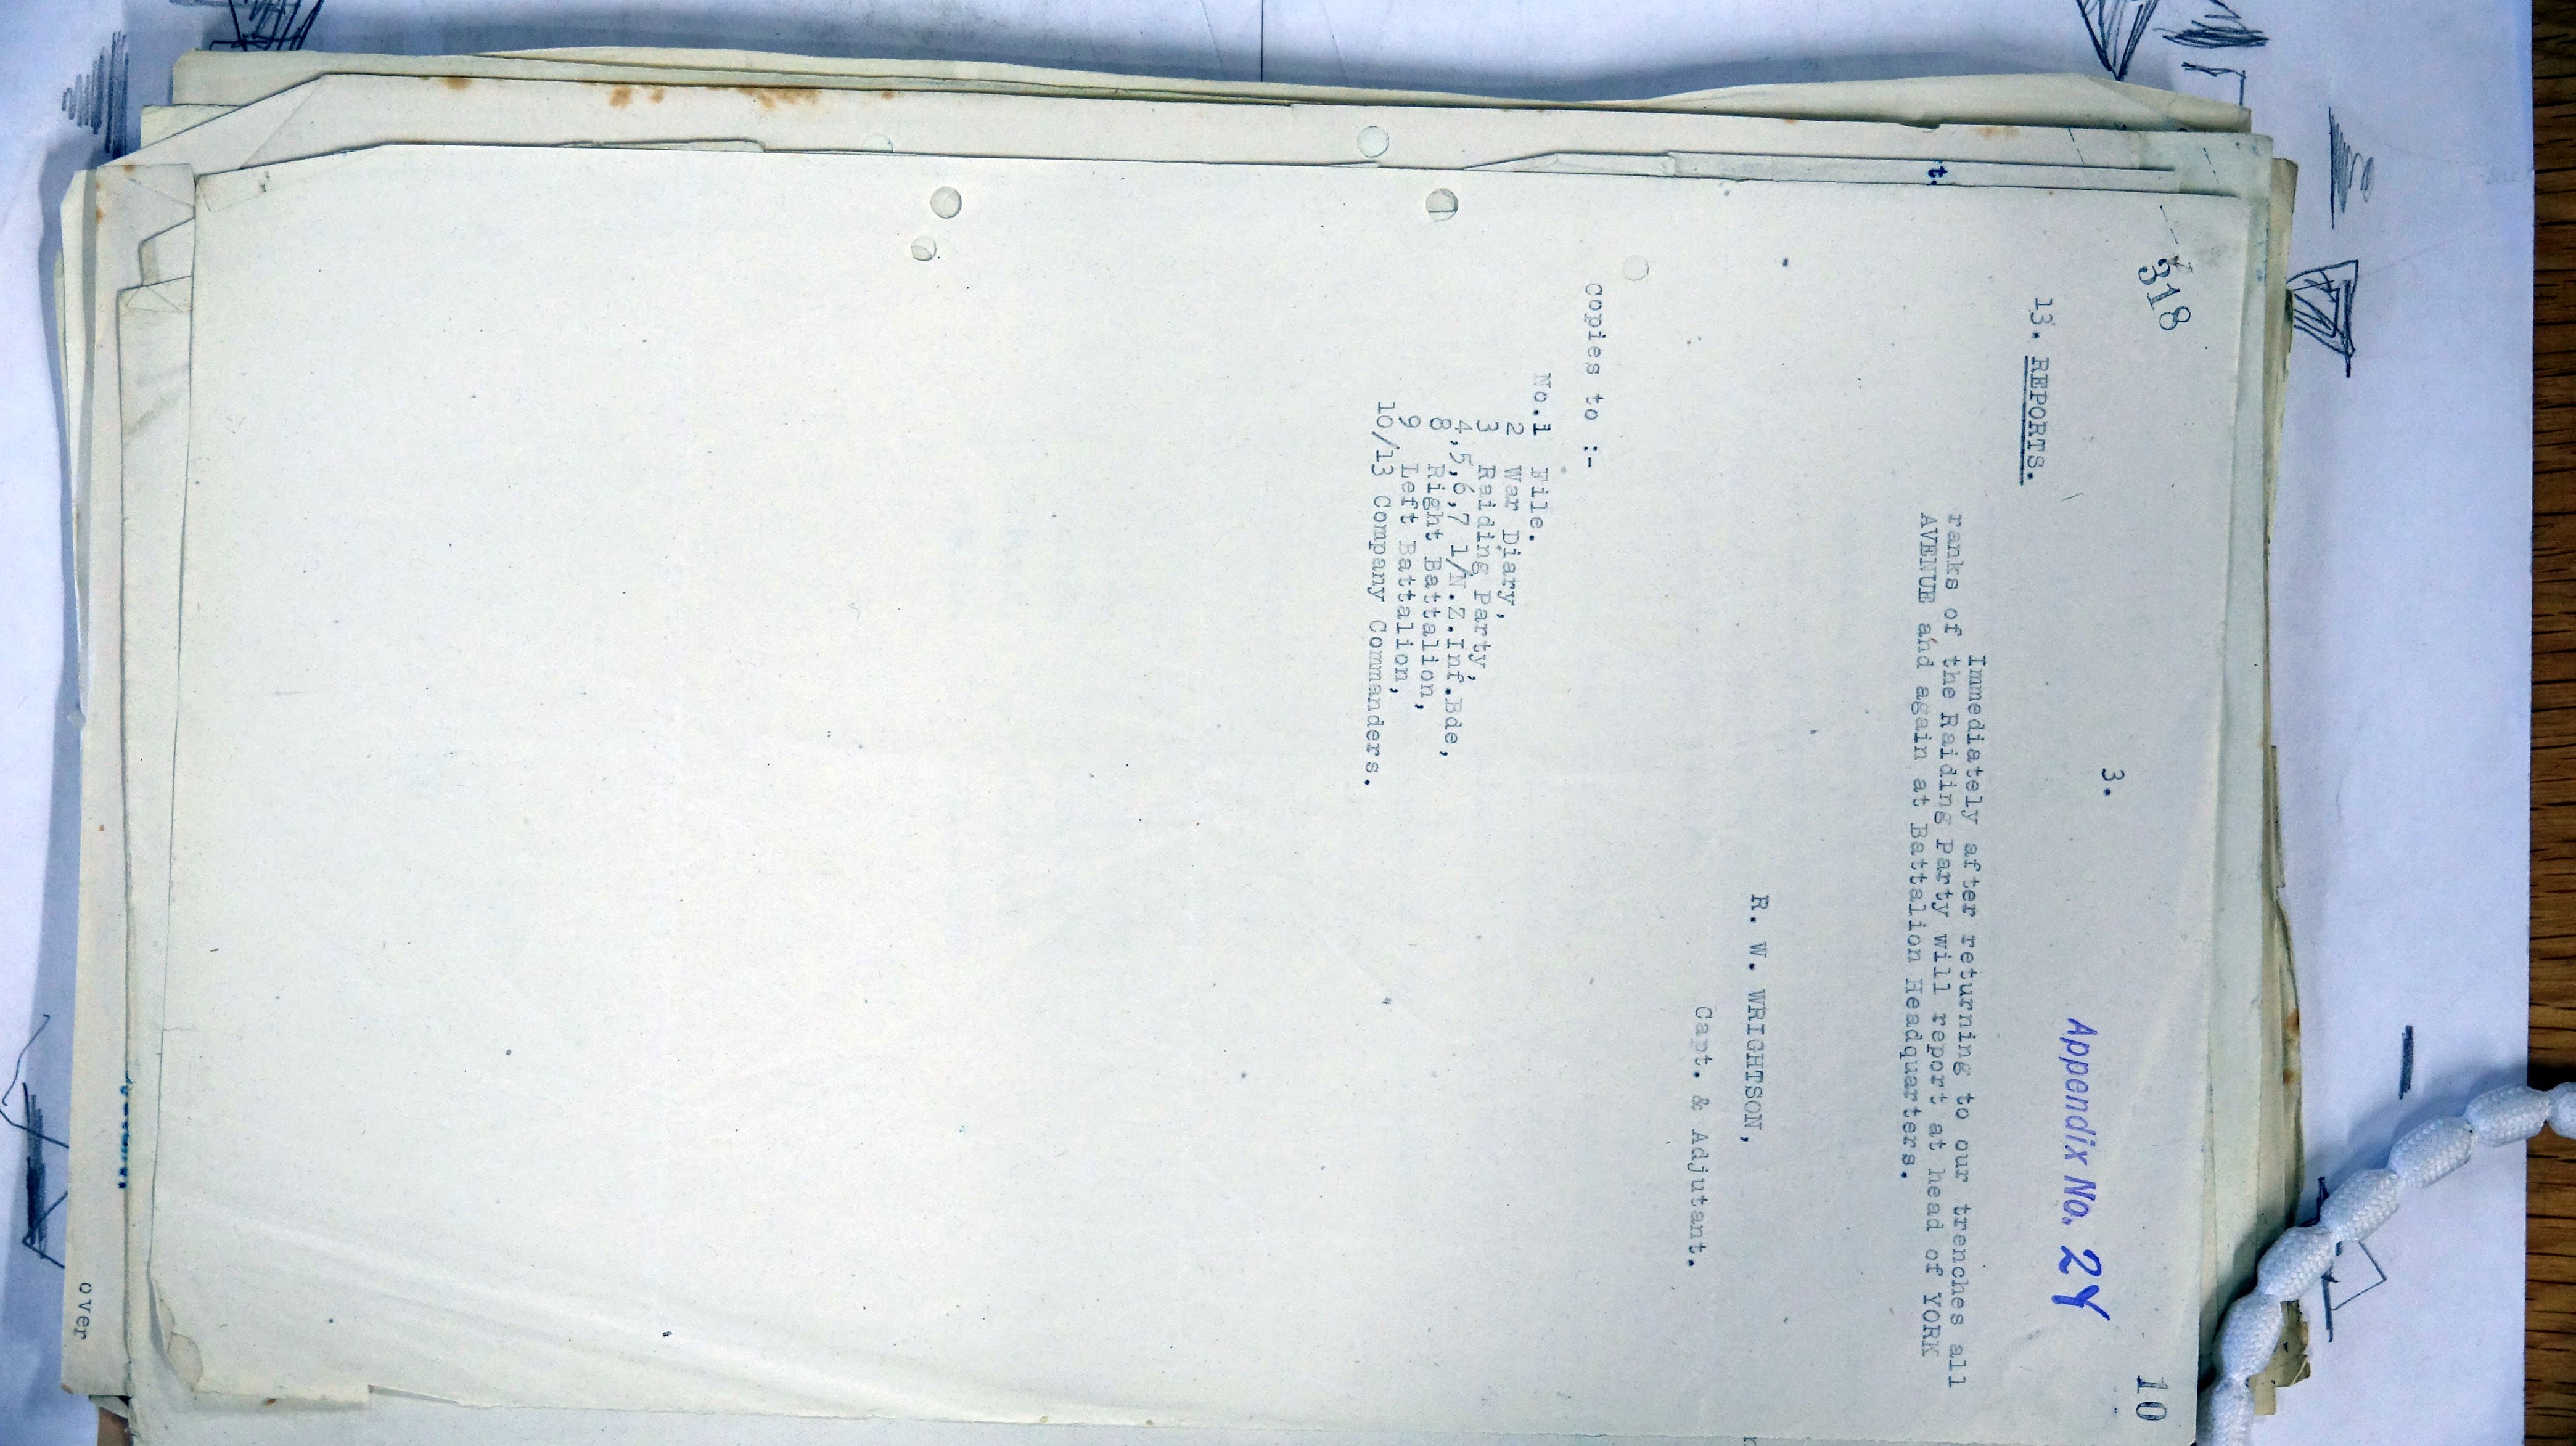 318
10
3.
Appendix No. 2Y
13. REPORTS.
Immediately after returning to our trenches all
ranks of the Raiding Party will report at head of YORK
AVENUE and again at Battalion Headquarters.
R. W. WRIGHTSON,
Capt. & Adjutant.
Copies to :-
No.1 File.
2 War Diary,
3 Raiding Party,
4,5,6,7 1/N.Z.Inf.Bde,
8 Right Battalion,
9 Left Battalion,
10/13 Company Commanders.
t.
over